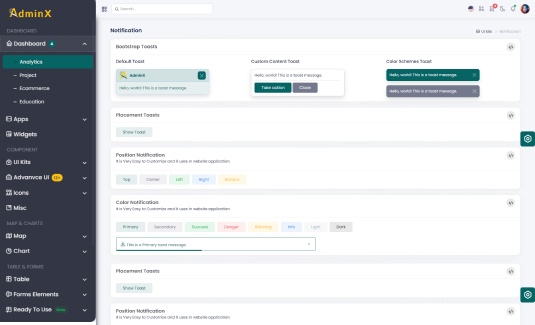 AdminX
DASHBOARD
Dashboard 4
Analytics
Project
Ecommerce
Education
Apps
Widgets
COMPONENT
UI Kits
Advance UI
Icons
Misc
MAP & CHARTS
Map
Chart
TABLE & FORMS
Table
Forms Elements
Ready To Use
Search
Notification
UI Kits
Notification
Bootstrap Toasts
Default Toast
AdminX
Hello, world! This is a toast message.
Custom Content Toast
Hello, world! This is a toast message.
Take action
Close
Color Schemes Toast
Hello, world! This is a toast message.
Hello, world! This is a toast message.
Placement Toasts
Show Toast
Position Notification
It is Very Easy to Customize and it uses in website application.
Top
Center
Left
Right
Bottom
Color Notification
It is Very Easy to Customize and it uses in website application.
Primary
Secondary
Success
Danger
Warning
Info
Light
Dark
This is a Primary toast message.
Placement Toasts
Show Toast
Position Notification
It is Very Easy to Customize and it uses in website application.